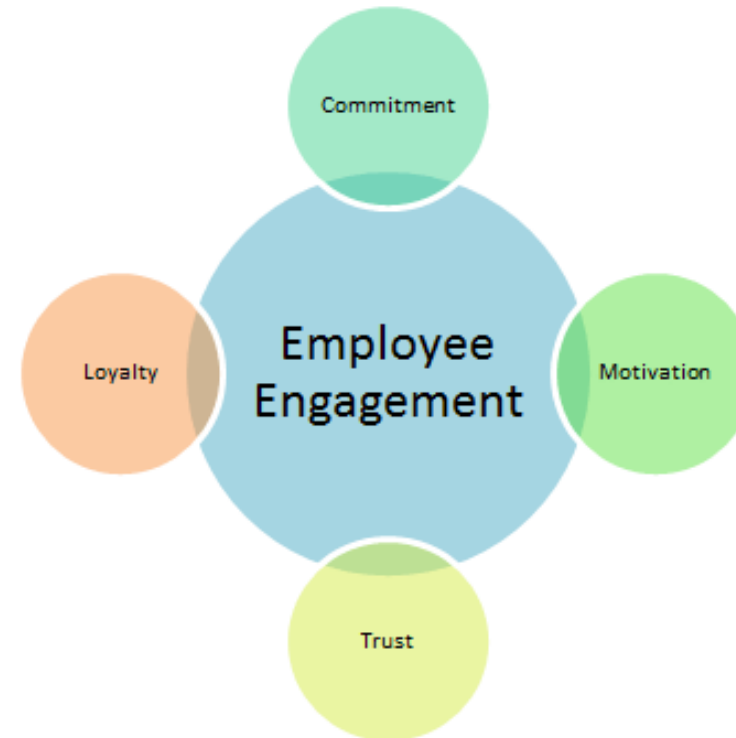 Commitment
Employee
Engagement
Loyalty
Motivation
Trust